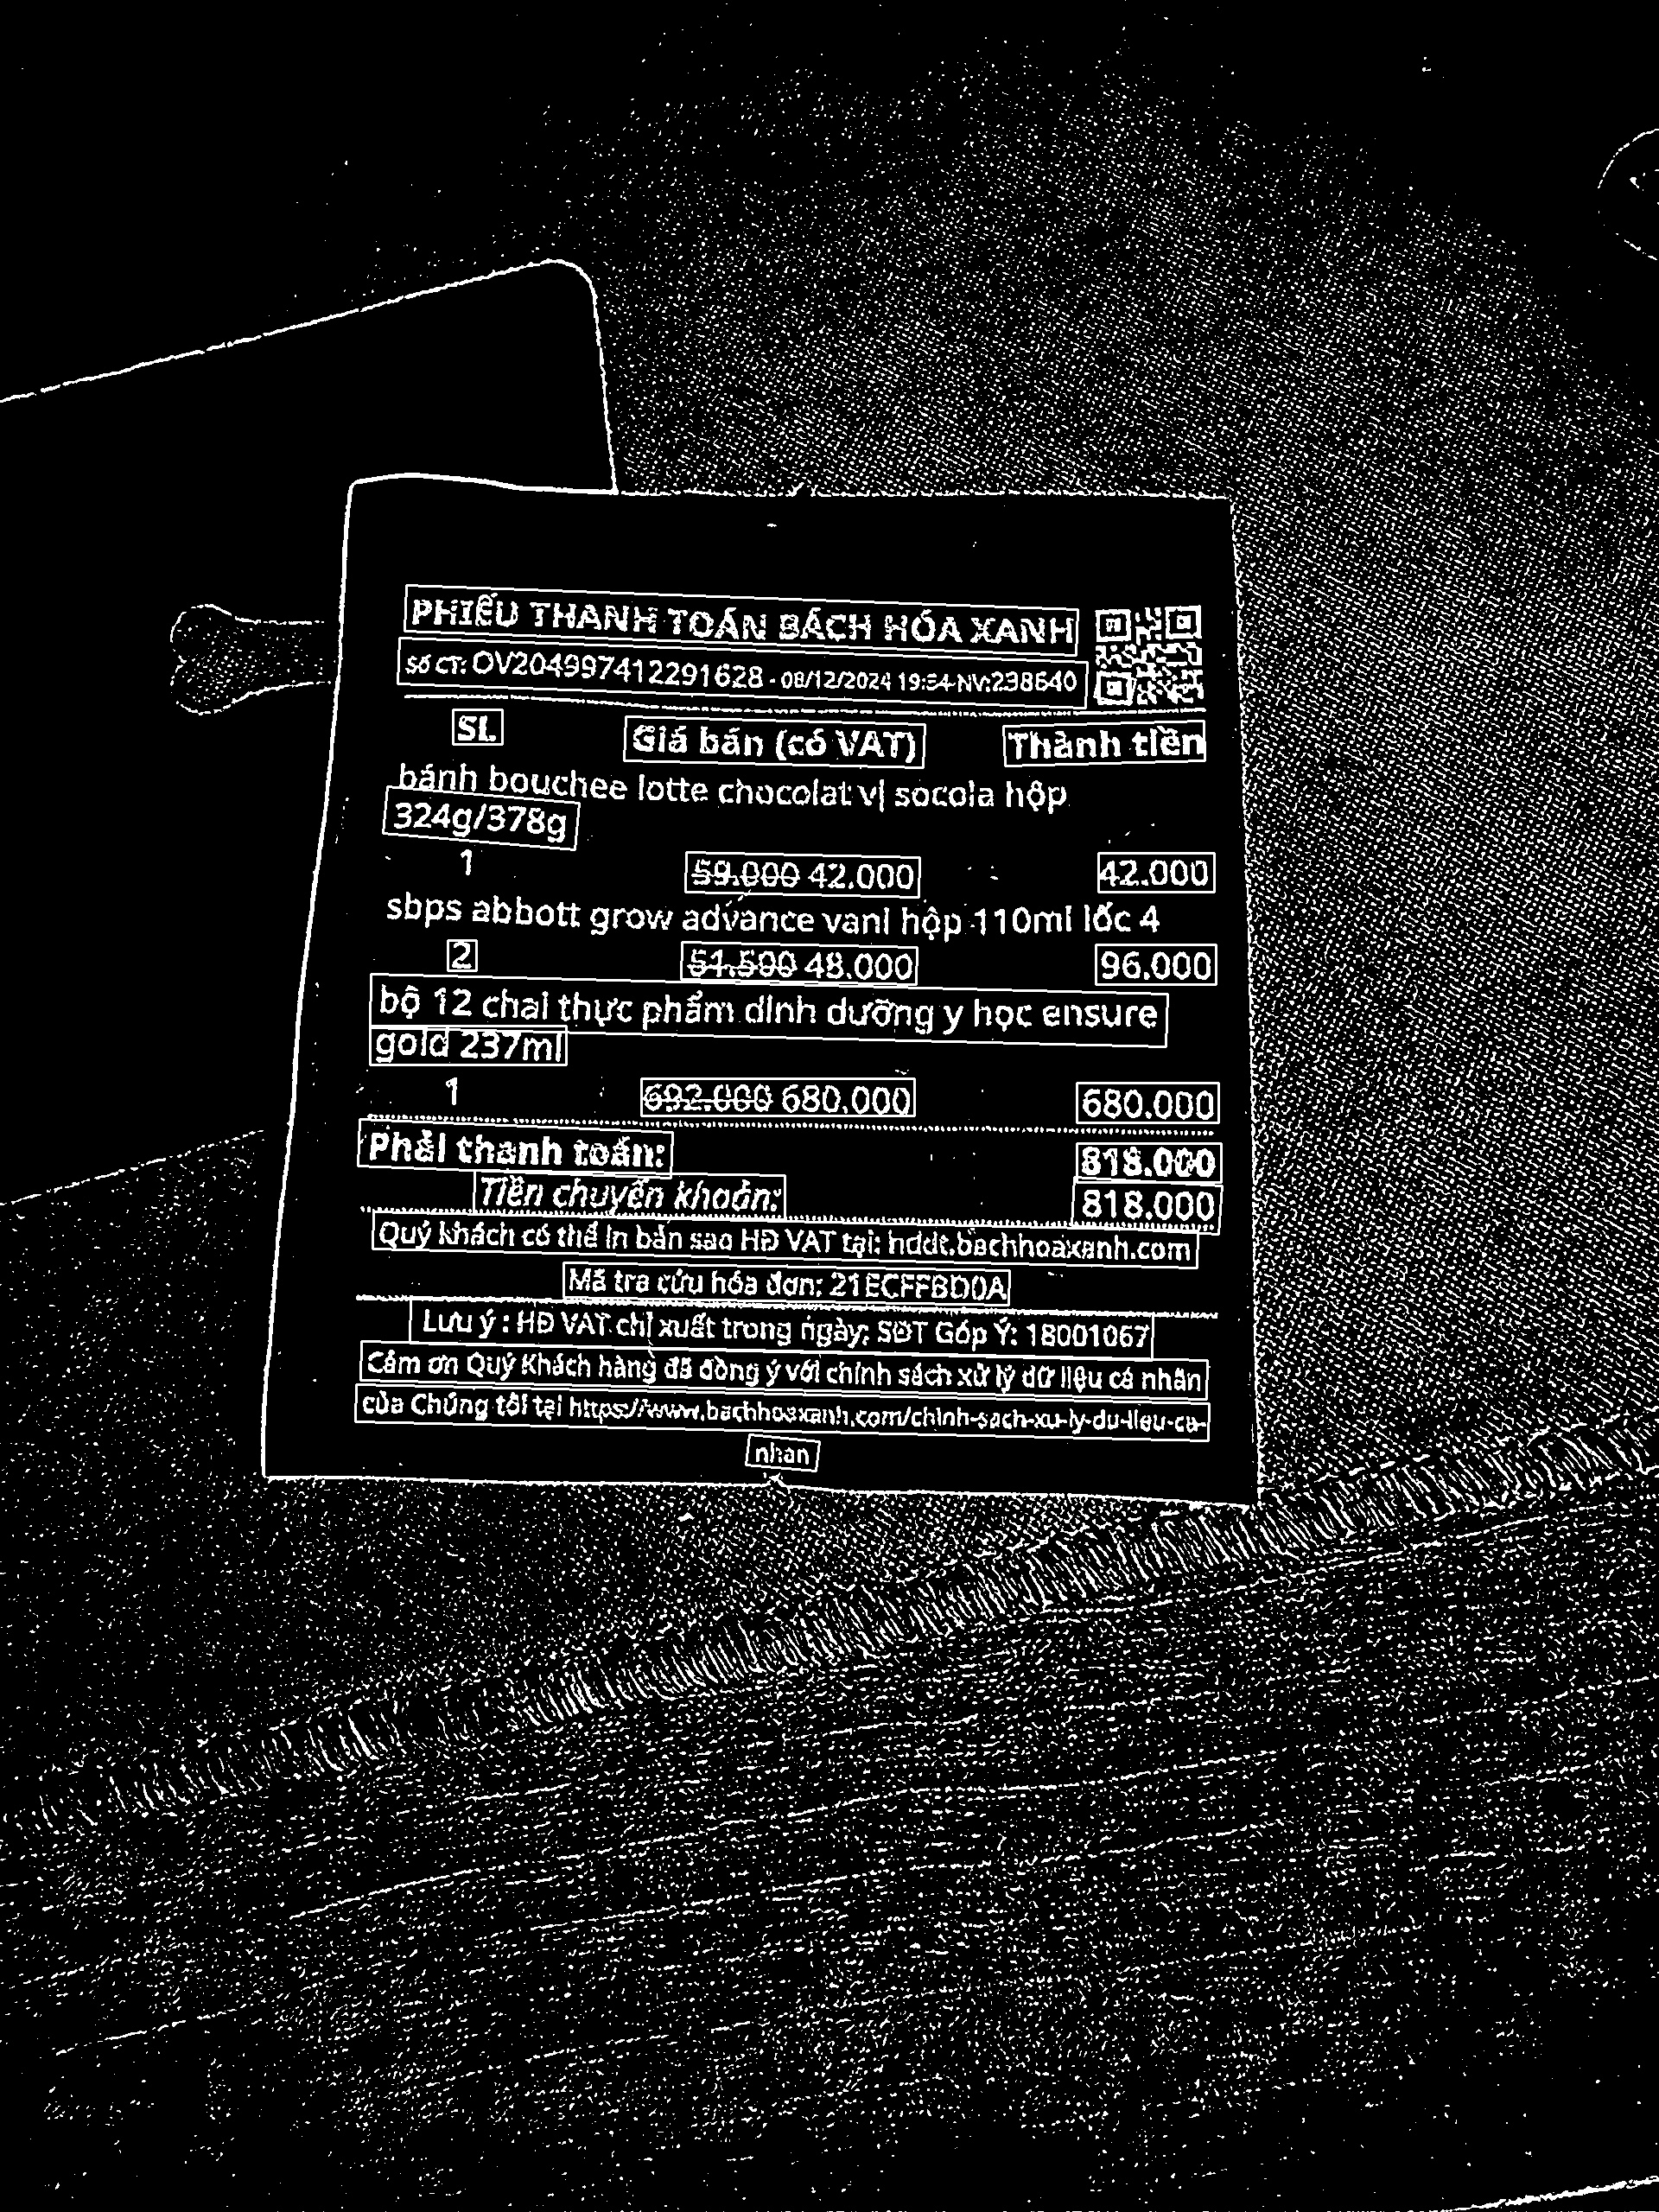 PHIẾU THANH TOÁN BÁCH HÓA XANH
Số CT: OV204997412291628 - 08/12/2024 19:54 NV:238640
SL Giá bán (có VAT) Thành tiền
bánh bouchee lotte chocolat vị socola hộp
324g/378g
1 59.000 42.000 42.000
sbps abbott grow advance vani hộp 110ml lốc 4
2 51.500 48.000 96.000
bộ 12 chai thực phẩm dinh dưỡng y học ensure
gold 237ml
1 692.000 680.000 680.000
Phải thanh toán: 818.000
Tiền chuyển khoản: 818.000
Quý khách có thể in bản sao HĐ VAT tại: hddt.bachhoaxanh.com
Mã tra cứu hóa đơn: 21ECFFBD0A
Lưu ý : HĐ VAT chỉ xuất trong ngày; SĐT Góp Ý: 18001067
Cảm ơn Quý Khách hàng đã đồng ý với chính sách xử lý dữ liệu cá nhân
của Chúng tôi tại https://www.bachhoaxanh.com/chinh-sach-xu-ly-du-lieu-ca-
nhan